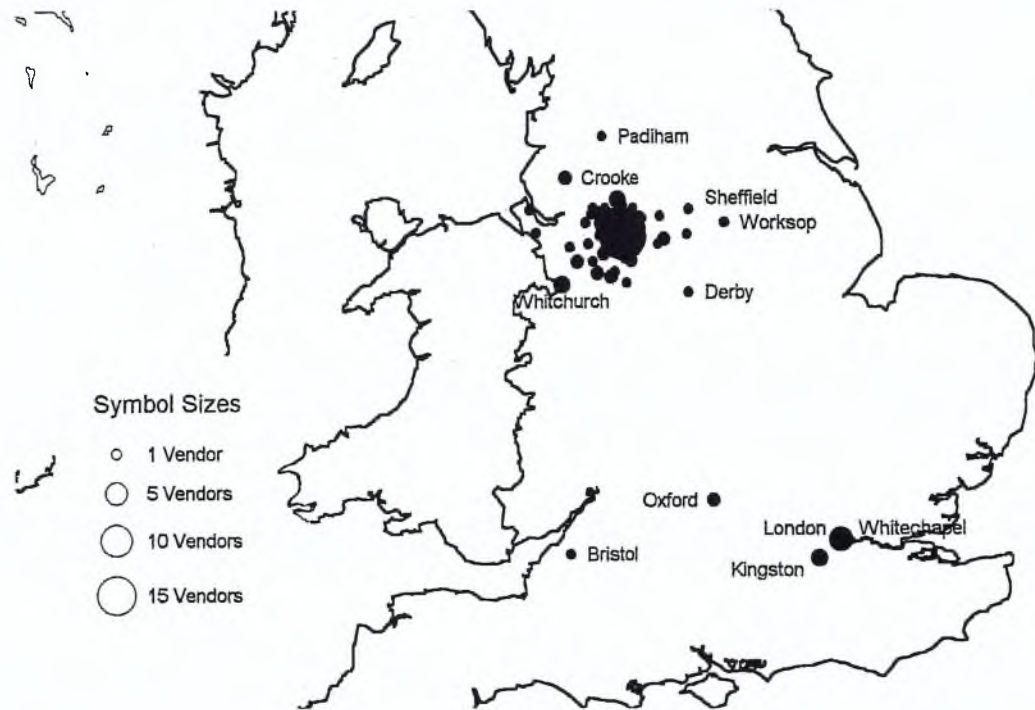 Padiham
Crooke
Sheffield
Worksop
Whitchurch
Derby
Symbol Sizes
1 Vendor
5 Vendors
10 Vendors
15 Vendors
Oxford
London
Whitechapel
Bristol
Kingston